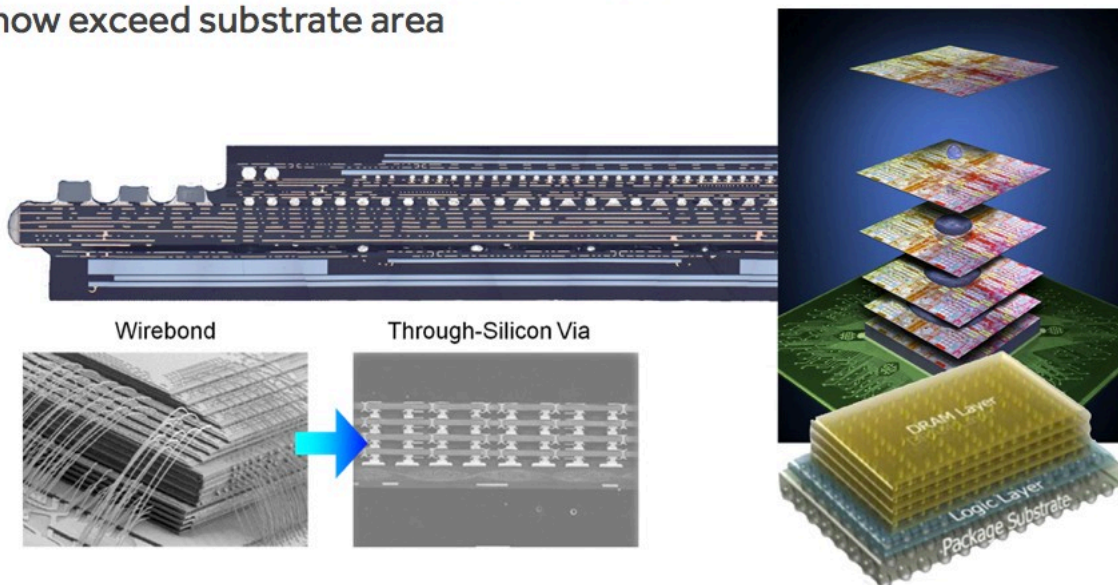 now exceed substrate area
Wirebond
Through-Silicon Via
DRAM Layer
Logic Layer
Package Substrate